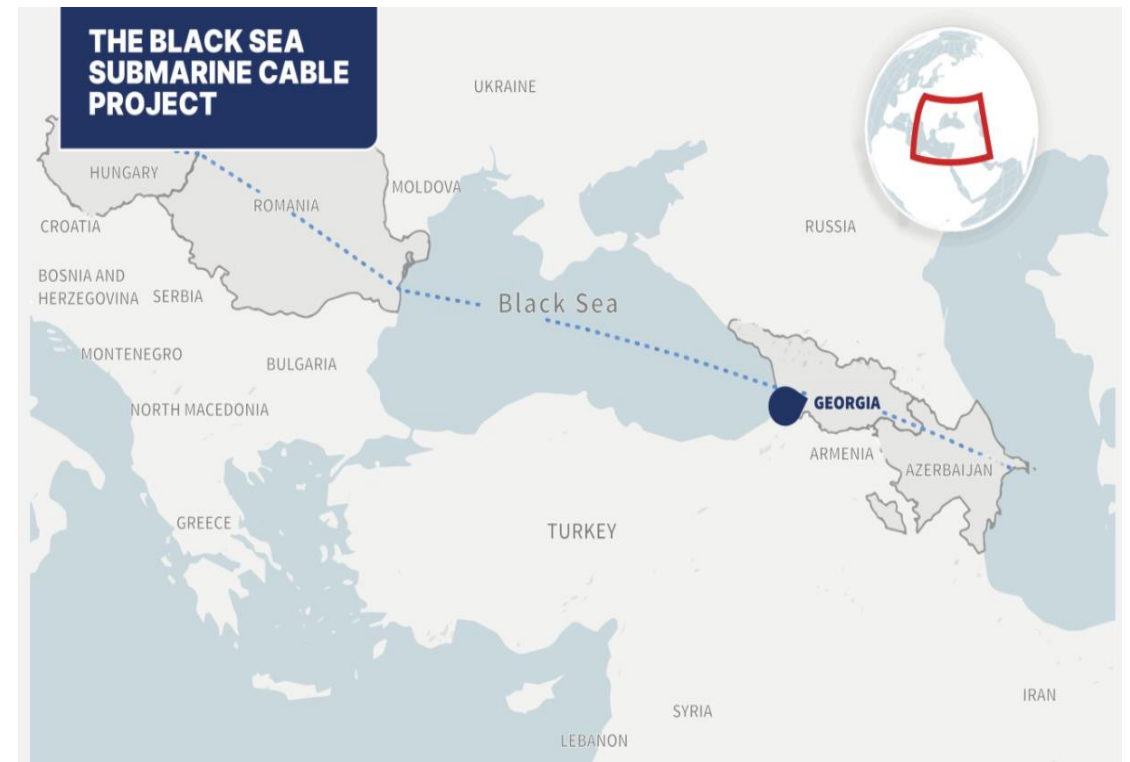 THE BLACK SEA
SUBMARINE CABLE
PROJECT
UKRAINE
HUNGARY
MOLDOVA
ROMANIA
CROATIA
RUSSIA
BOSNIA AND
HERZEGOVINA
SERBIA
Black Sea
MONTENEGRO
BULGARIA
GEORGIA
NORTH MACEDONIA
ARMENIA
AZERBAIJAN
GREECE
TURKEY
IRAN
SYRIA
LEBANON